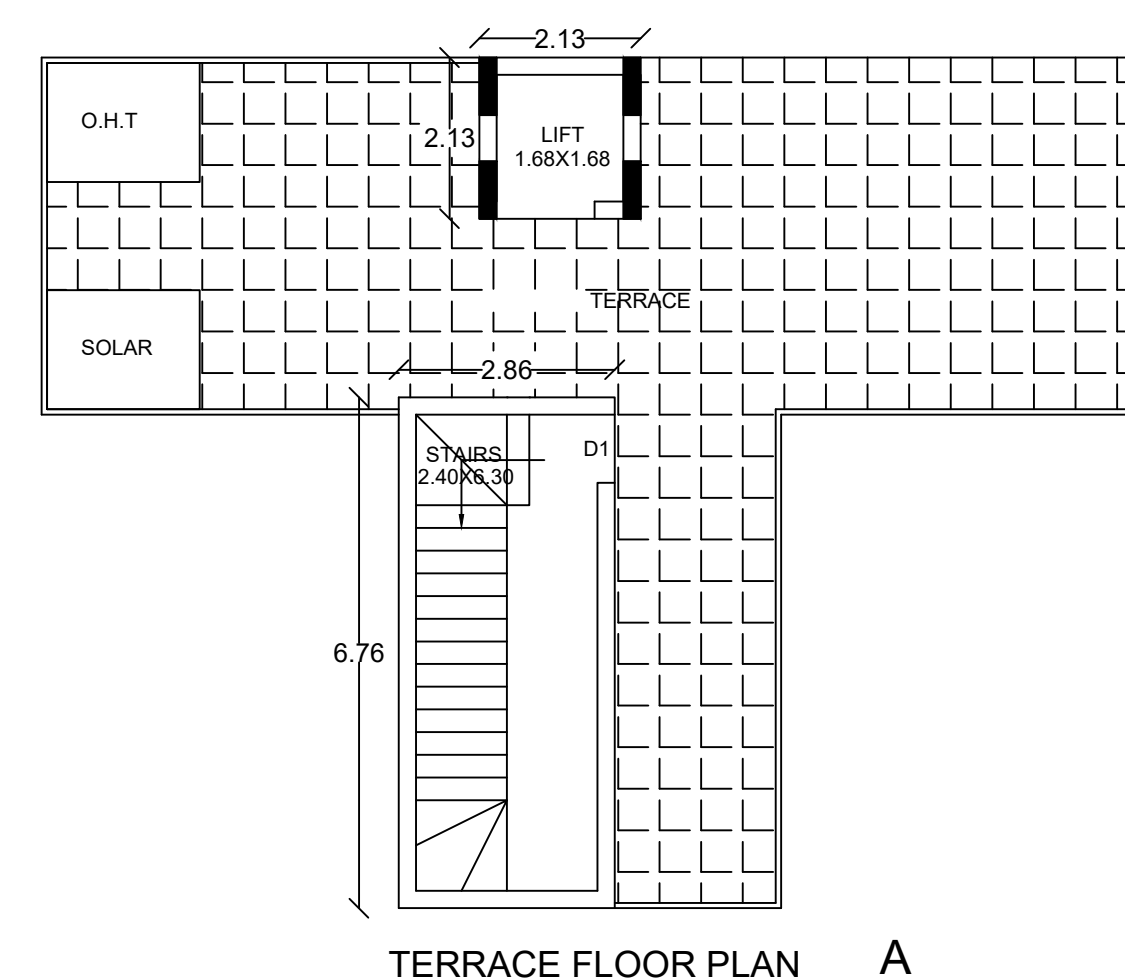 2.13
O.H.T
2.13
LIFT
1.68X1.68
TERRACE
SOLAR
2.86
STAIRS
2.40X6.30
D1
6.76
TERRACE FLOOR PLAN
A